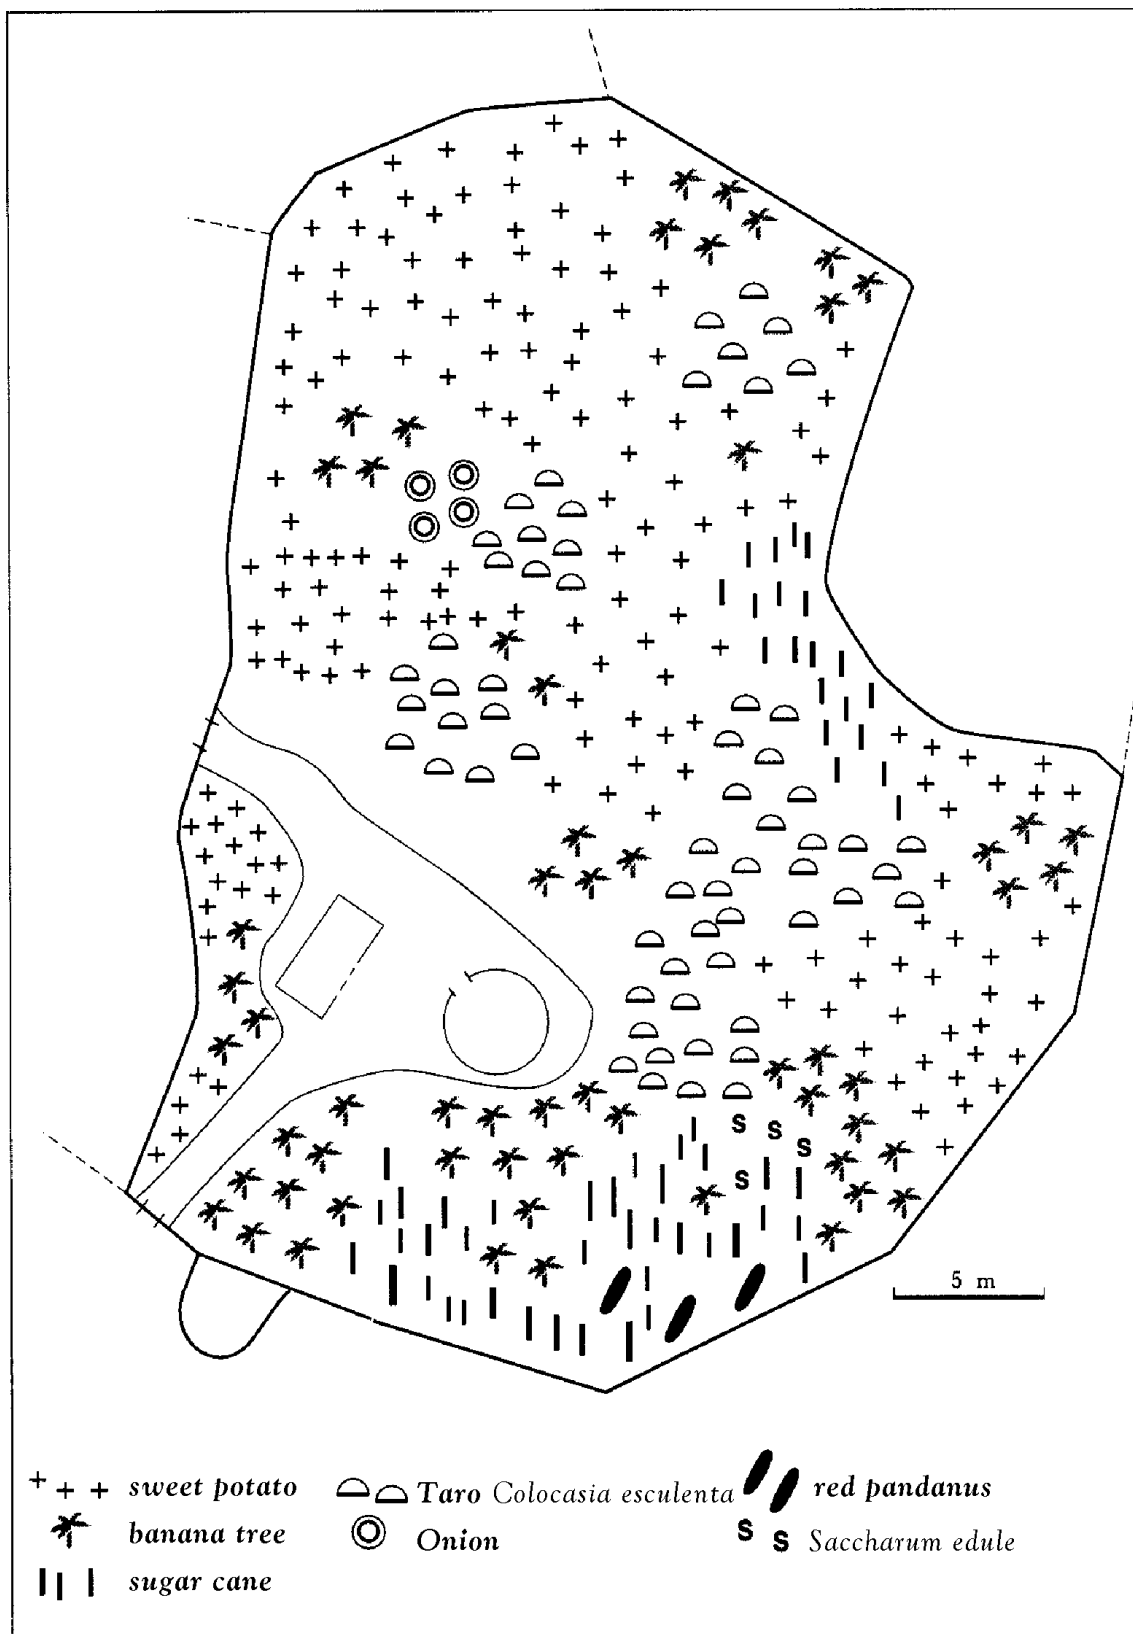 S
S
S
S
5 m
sweet potato
Taro Colocasia esculenta
red pandanus
banana tree
Onion
S S
Saccharum edule
sugar cane